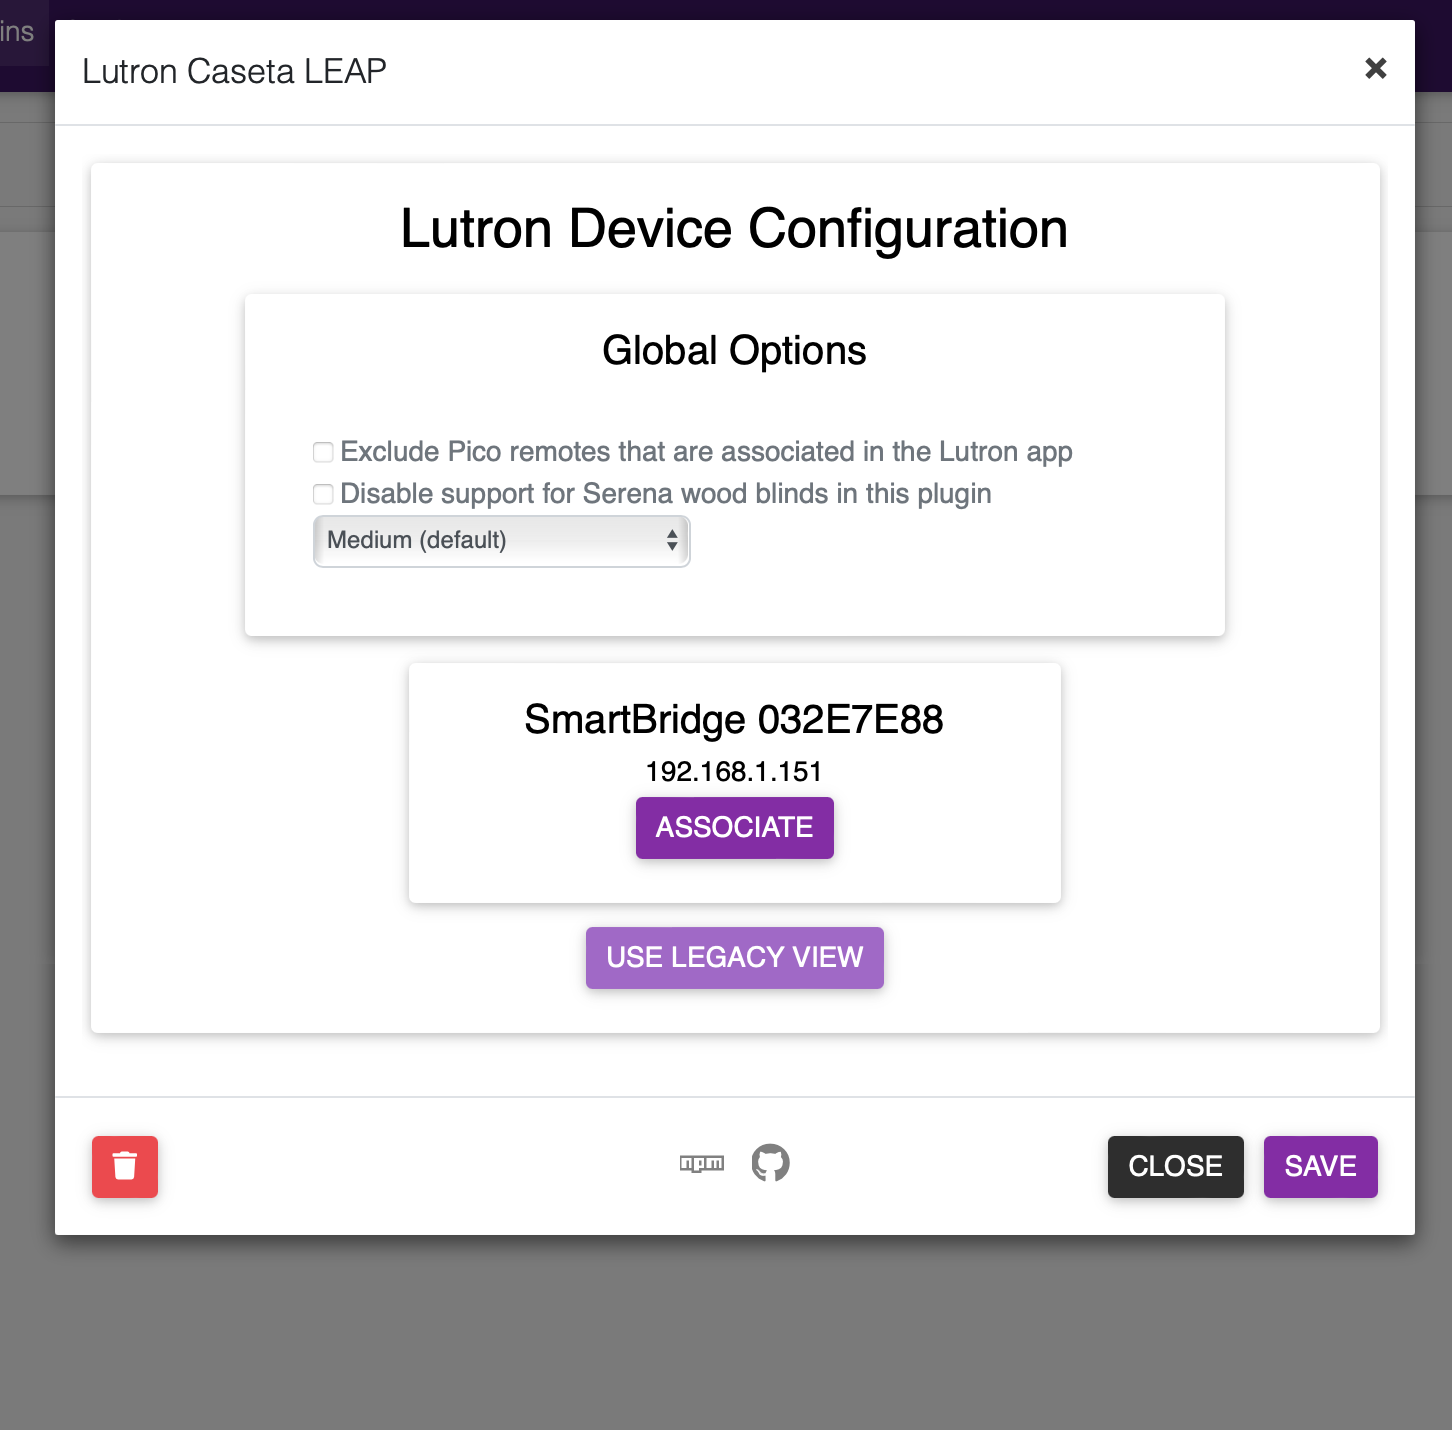 ins
Lutron Caseta LEAP
Lutron Device Configuration
Global Options
Exclude Pico remotes that are associated in the Lutron app
Disable support for Serena wood blinds in this plugin
Medium (default)
SmartBridge 032E7E88
192.168.1.151
ASSOCIATE
USE LEGACY VIEW
npm
CLOSE
SAVE